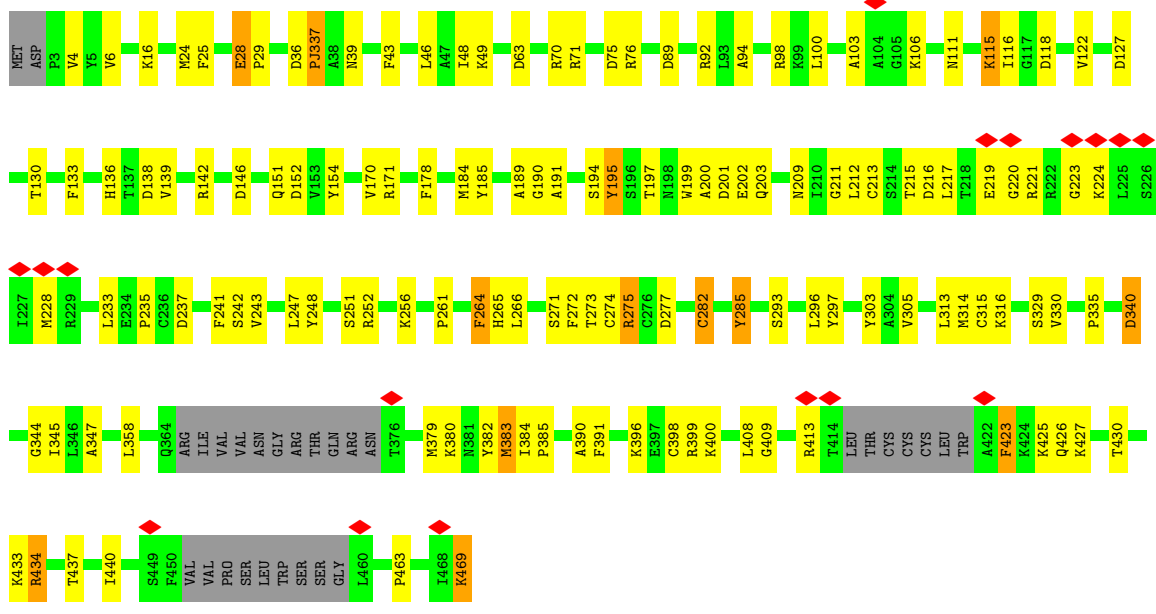 MET ASP P3 V4 Y5 V6 K16 M24 F25 E28 P29 D36 PJ337 A38 N39 F43 L46 A47 I48 K49 D63 R70 R71 D75 R76 D89 R92 L93 A94 R98 K99 L100 A103 A104 G105 K106 N111 K115 I116 G117 D118 V122 D127
T130 F133 H136 T137 D138 V139 R142 D146 Q151 D152 V153 Y154 V170 R171 F178 M184 Y185 A189 G190 A191 S194 Y195 S196 T197 N198 W199 A200 D201 E202 Q203 N209 I210 G211 L212 C213 S214 T215 D216 L217 T218 E219 G220 R221 R222 G223 K224 L225 S226
I227 M228 R229 L233 E234 P235 C236 D237 F241 S242 V243 L247 Y248 S251 R252 K256 P261 F264 H265 L266 S271 F272 T273 C274 R275 C276 D277 C282 Y285 S293 L296 Y297 Y303 A304 V305 L313 M314 C315 K316 S329 V330 P335 D340
G344 I345 L346 A347 L358 Q364 ARG ILE VAL VAL ASN GLY ARG THR GLN ARG ASN T376 M379 K380 N381 Y382 M383 I384 P385 A390 F391 K396 E397 C398 R399 K400 L408 G409 R413 T414 LEU THR CYS CYS CYS LEU TRP A422 F423 K424 K425 Q426 K427 T430
K433 R434 T437 I440 S449 F450 VAL VAL PRO SER LEU TRP SER SER GLY L460 P463 I468 K469